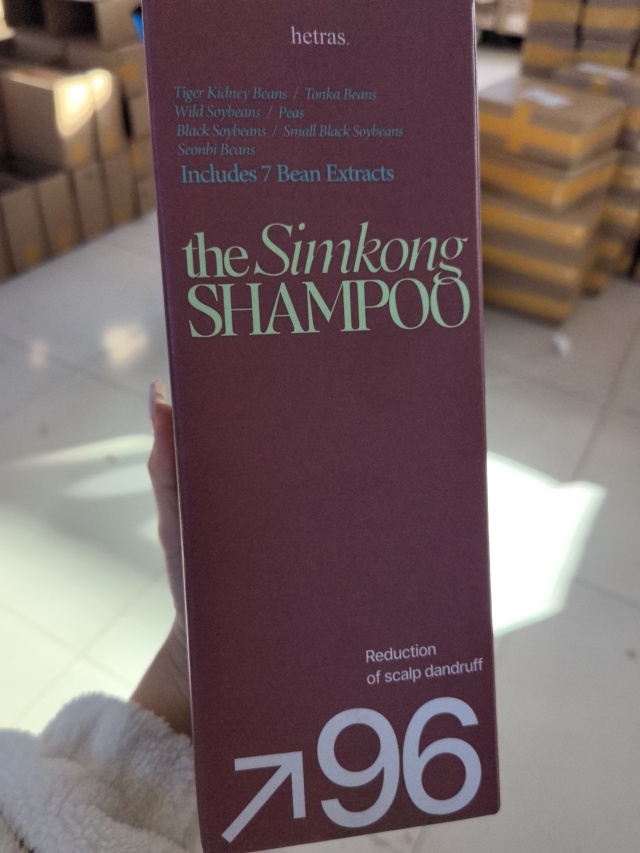 hetras.
Tiger Kidney Beans / Tonka Beans
Wild Soybeans / Peas
Black Soybeans / Small Black Soybeans
Seonbi Beans
Includes 7 Bean Extracts
the Simkong
SHAMPOO
Reduction
of scalp dandruff
↗96